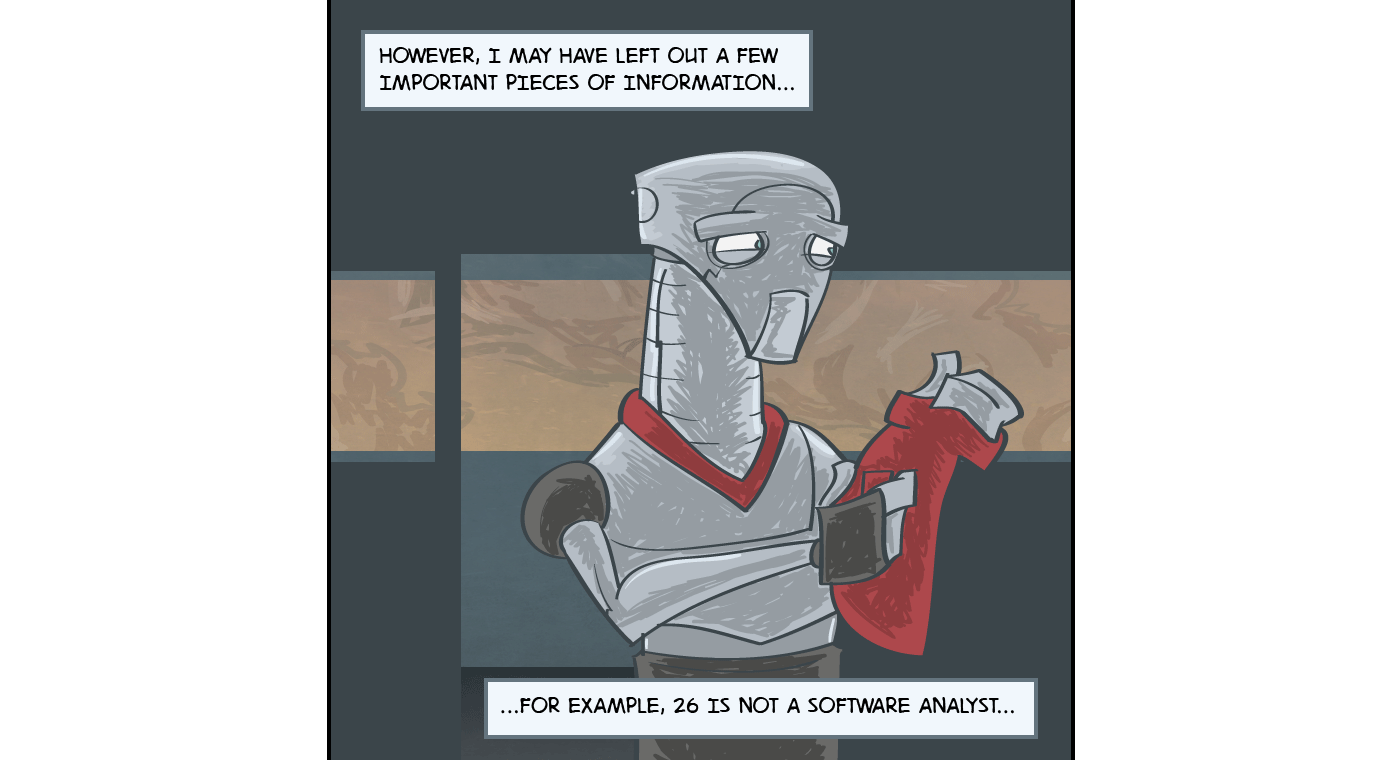 HOWEVER, I MAY HAVE LEFT OUT A FEW
IMPORTANT PIECES OF INFORMATION...
...FOR EXAMPLE, 26 IS NOT A SOFTWARE ANALYST...